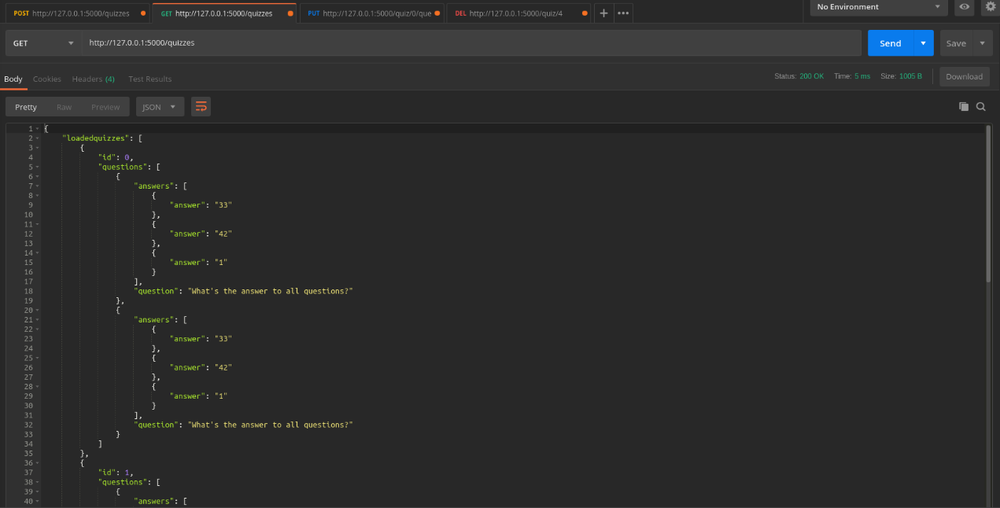 POST http://127.0.0.1:5000/quizzes GET http://127.0.0.1:5000/quizzes PUT http://127.0.0.1:5000/quiz/0/que DEL http://127.0.0.1:5000/quiz/4 + ••• No Environment
GET http://127.0.0.1:5000/quizzes Send Save
Body Cookies Headers (4) Test Results Status: 200 OK Time: 5 ms Size: 1005 B Download
Pretty Raw Preview JSON
1 {
2 "loadedquizzes": [
3 {
4 "id": 0,
5 "questions": [
6 {
7 "answers": [
8 {
9 "answer": "33"
10 },
11 {
12 "answer": "42"
13 },
14 {
15 "answer": "1"
16 }
17 ],
18 "question": "What's the answer to all questions?"
19 },
20 {
21 "answers": [
22 {
23 "answer": "33"
24 },
25 {
26 "answer": "42"
27 },
28 {
29 "answer": "1"
30 }
31 ],
32 "question": "What's the answer to all questions?"
33 }
34 ]
35 },
36 {
37 "id": 1,
38 "questions": [
39 {
40 "answers": [